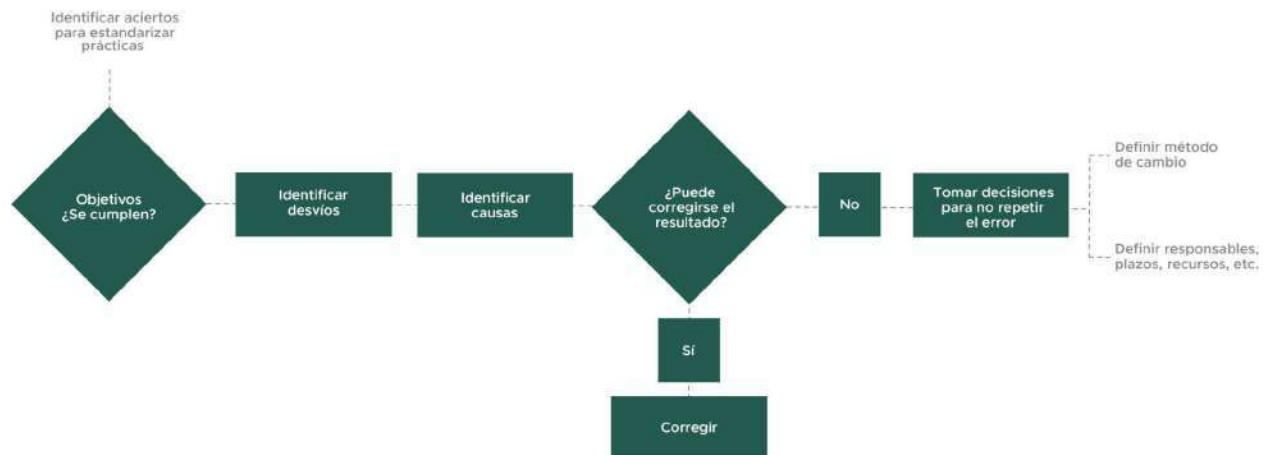 Identificar aciertos
para estandarizar
prácticas
Objetivos
¿Se cumplen?
Identificar
desvíos
Identificar
causas
¿Puede
corregirse el
resultado?
No
Tomar decisiones
para no repetir
el error
Definir método
de cambio
Definir responsables,
plazos, recursos, etc.
Sí
Corregir